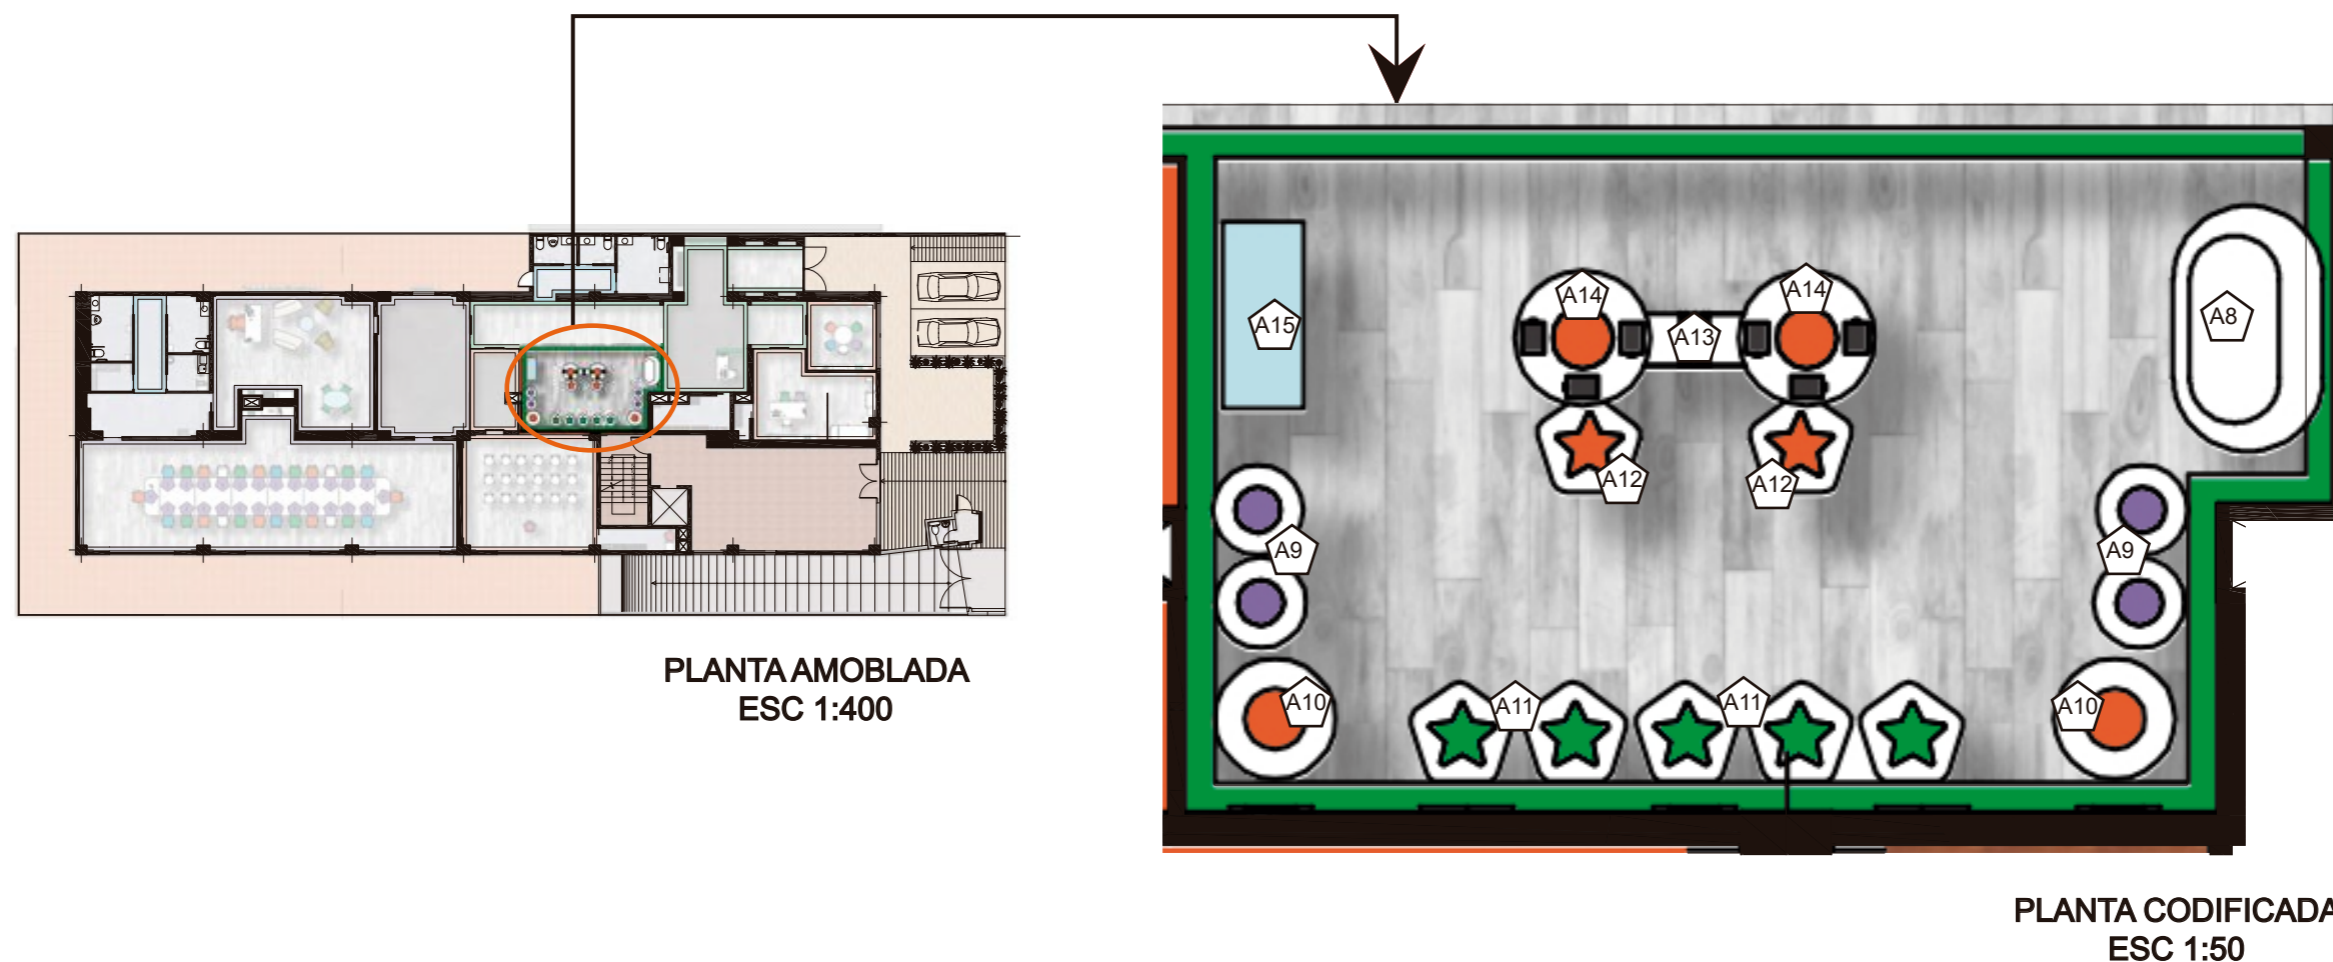 PLANTA AMOBLADA
ESC 1:400
A14
A14
A13
A15
A8
A12
A12
A9
A9
A10
A11
A11
A10
PLANTA CODIFICADA
ESC 1:50